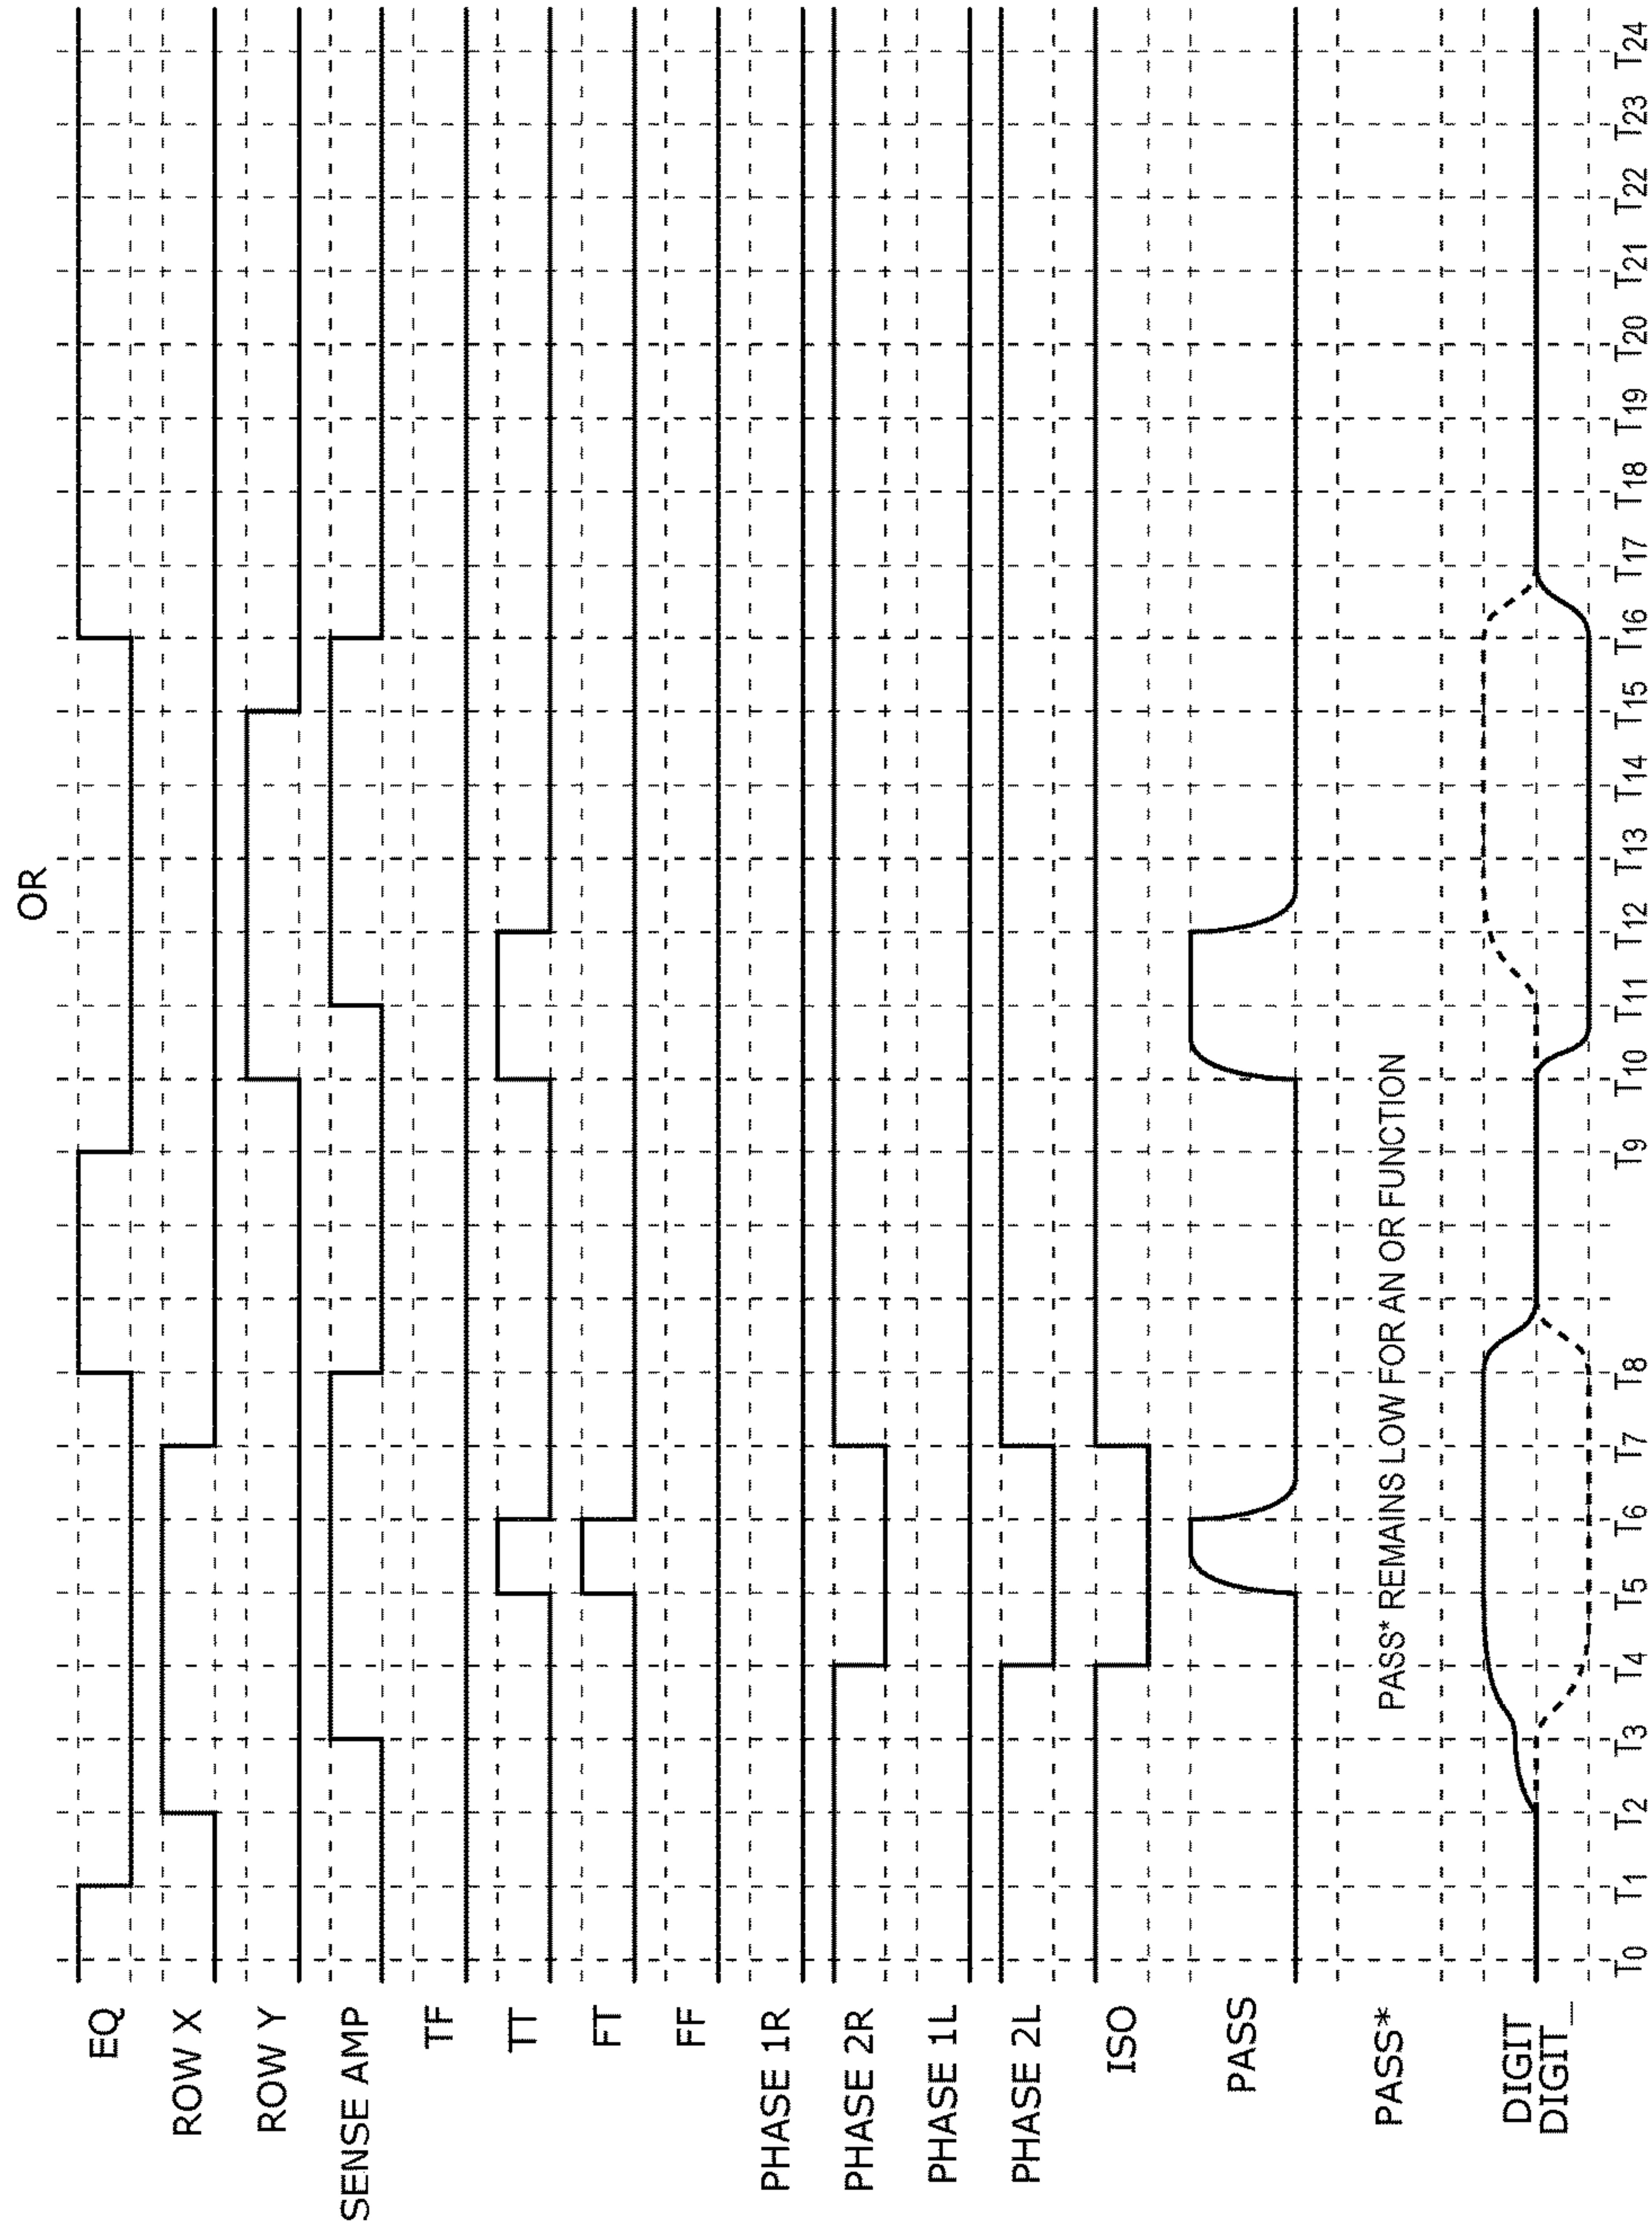 OR
EQ
ROW X
ROW Y
SENSE AMP
TF
TT
FT
FF
PHASE 1R
PHASE 2R
PHASE 1L
PHASE 2L
ISO
PASS
PASS*
PASS* REMAINS LOW FOR AN OR FUNCTION
DIGIT
DIGIT_
T0 T1 T2 T3 T4 T5 T6 T7 T8 T9 T10 T11 T12 T13 T14 T15 T16 T17 T18 T19 T20 T21 T22 T23 T24